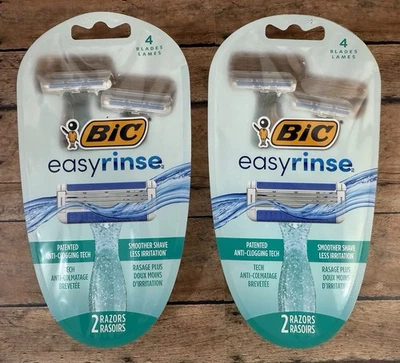 4
BLADES
LAMES
BIC
easyrinse
PATENTED
ANTI-CLOGGING TECH
TECH
ANTI-COLMATAGE
BREVETÉE
SMOOTHER SHAVE
LESS IRRITATION
RASAGE PLUS
DOUX MOINS
D'IRRITATION
2 RAZORS
RASOIRS
4
BLADES
LAMES
BIC
easyrinse
PATENTED
ANTI-CLOGGING TECH
TECH
ANTI-COLMATAGE
BREVETÉE
SMOOTHER SHAVE
LESS IRRITATION
RASAGE PLUS
DOUX MOINS
D'IRRITATION
2 RAZORS
RASOIRS